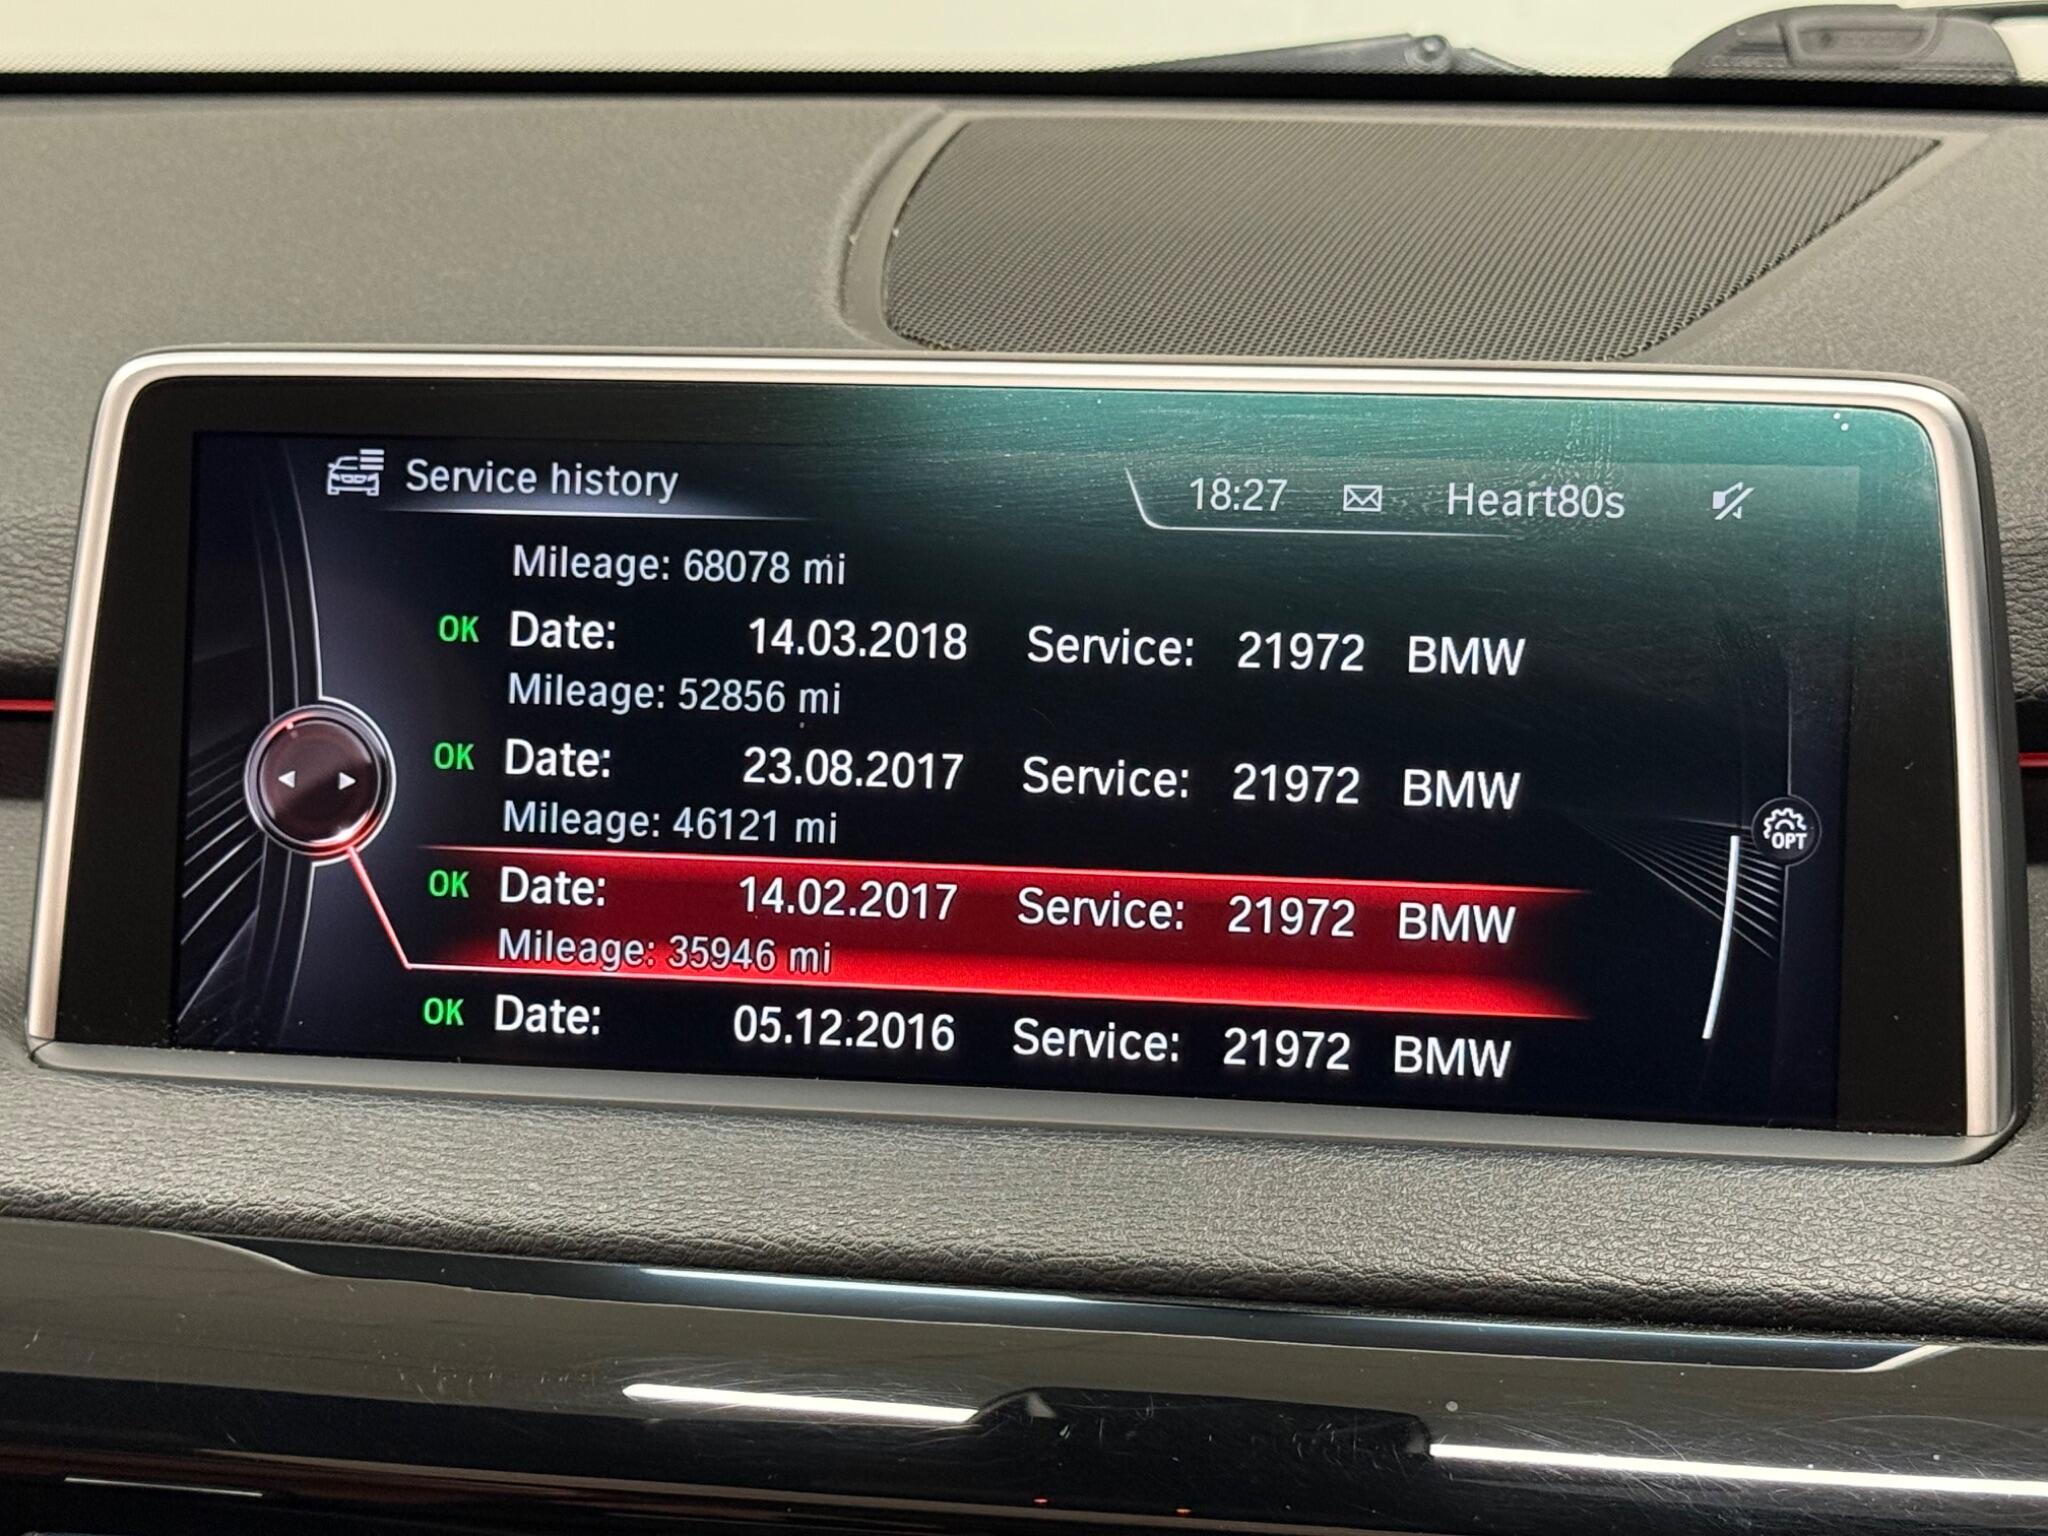 Service history
18:27 Heart80s
Mileage: 68078 mi
OK Date: 14.03.2018 Service: 21972 BMW
Mileage: 52856 mi
OK Date: 23.08.2017 Service: 21972 BMW
Mileage: 46121 mi
OK Date: 14.02.2017 Service: 21972 BMW
Mileage: 35946 mi
OK Date: 05.12.2016 Service: 21972 BMW
OPT